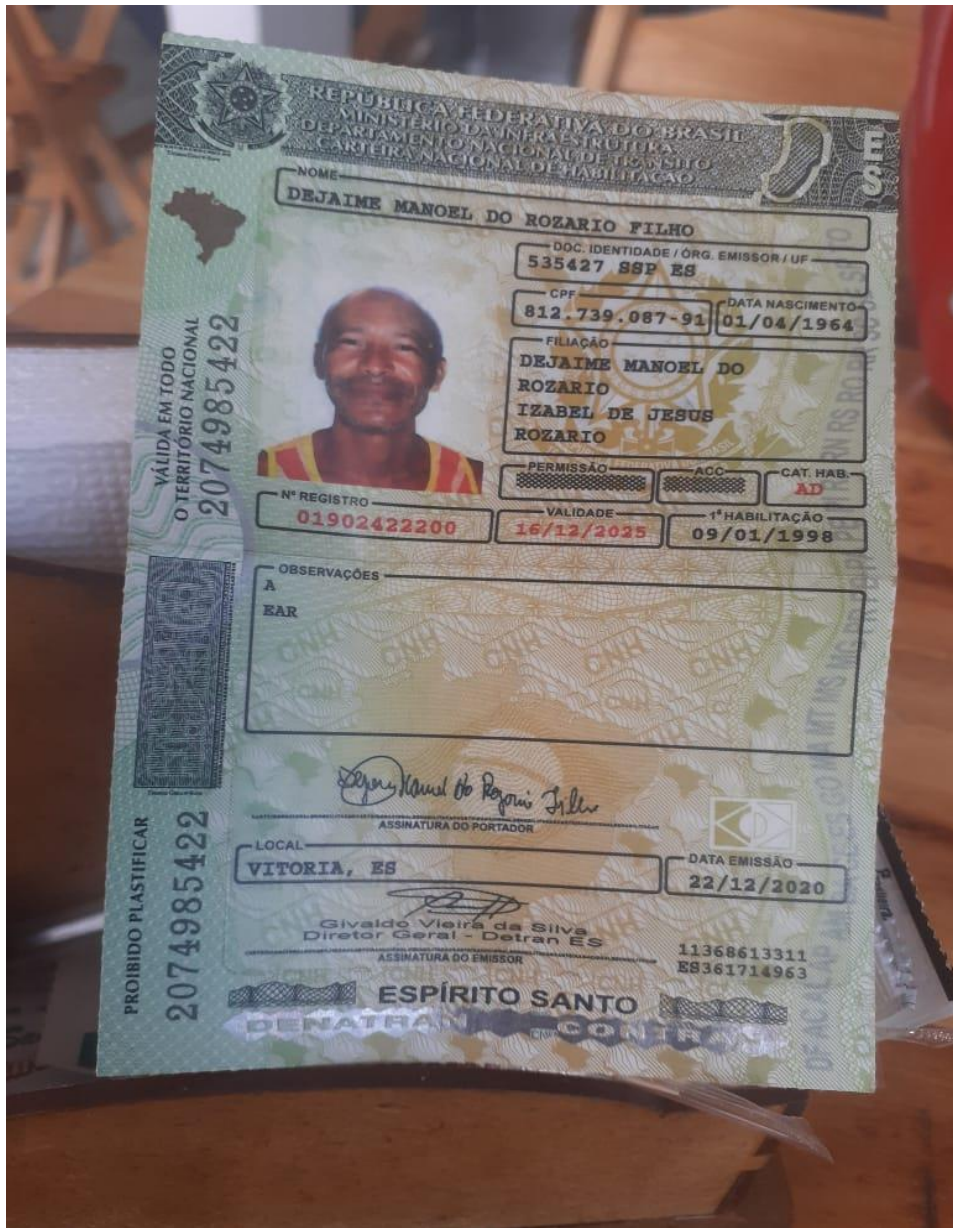 REPÚBLICA FEDERATIVA DO BRASIL
MINISTÉRIO DA INFRAESTRUTURA
DEPARTAMENTO NACIONAL DE TRÂNSITO
CARTEIRA NACIONAL DE HABILITAÇÃO
ES
NOME
DEJAIME MANOEL DO ROZARIO FILHO
DOC. IDENTIDADE / ÓRG. EMISSOR / UF
535427 SSP ES
CPF
DATA NASCIMENTO
812.739.087-91
01/04/1964
FILIAÇÃO
DEJAIME MANOEL DO
ROZARIO
IZABEL DE JESUS
ROZARIO
PERMISSÃO
ACC
CAT. HAB.
AD
Nº REGISTRO
VALIDADE
1ª HABILITAÇÃO
01902422200
16/12/2025
09/01/1998
VÁLIDA EM TODO
O TERRITÓRIO NACIONAL
2074985422
OBSERVAÇÕES
A
EAR
ASSINATURA DO PORTADOR
LOCAL
VITORIA, ES
DATA EMISSÃO
22/12/2020
Givaldo Vieira da Silva
Diretor Geral - Detran ES
ASSINATURA DO EMISSOR
11368613311
ES361714963
PROIBIDO PLASTIFICAR
2074985422
ESPÍRITO SANTO
DENATRAN CONTRAN